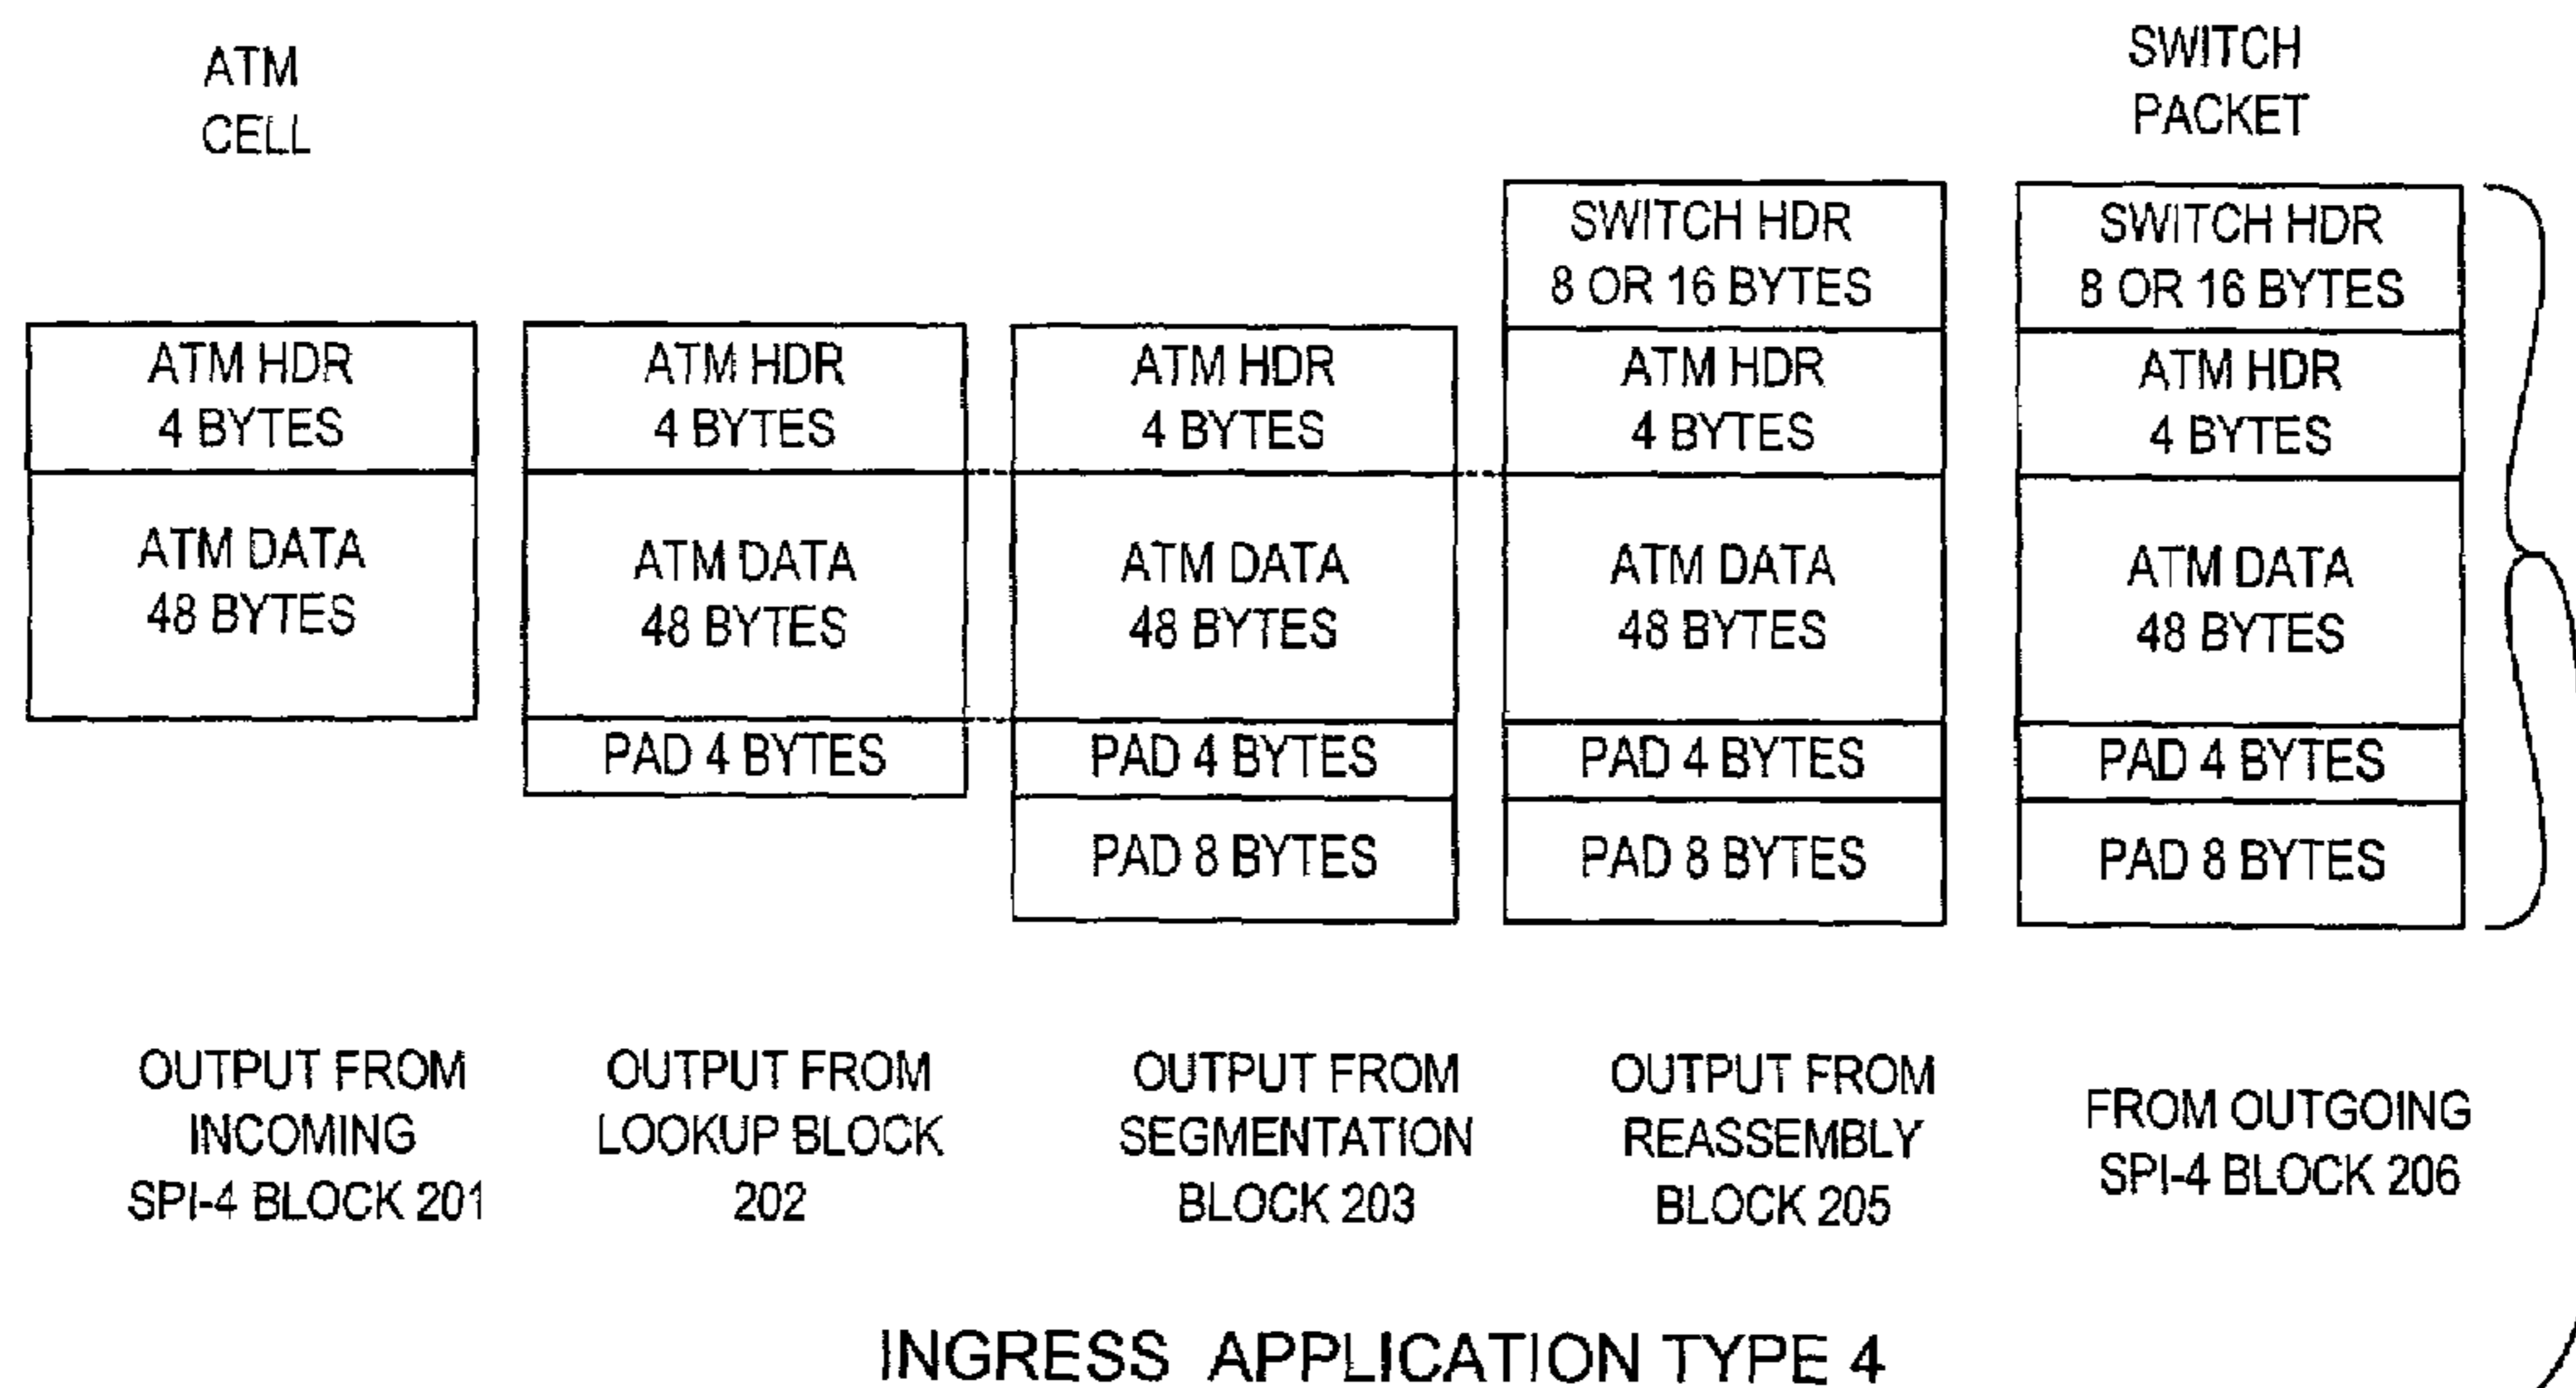 ATM
CELL
SWITCH
PACKET
ATM HDR
4 BYTES
ATM DATA
48 BYTES
ATM HDR
4 BYTES
ATM DATA
48 BYTES
PAD 4 BYTES
ATM HDR
4 BYTES
ATM DATA
48 BYTES
PAD 4 BYTES
PAD 8 BYTES
SWITCH HDR
8 OR 16 BYTES
ATM HDR
4 BYTES
ATM DATA
48 BYTES
PAD 4 BYTES
PAD 8 BYTES
SWITCH HDR
8 OR 16 BYTES
ATM HDR
4 BYTES
ATM DATA
48 BYTES
PAD 4 BYTES
PAD 8 BYTES
OUTPUT FROM
INCOMING
SPI-4 BLOCK 201
OUTPUT FROM
LOOKUP BLOCK
202
OUTPUT FROM
SEGMENTATION
BLOCK 203
OUTPUT FROM
REASSEMBLY
BLOCK 205
FROM OUTGOING
SPI-4 BLOCK 206
INGRESS APPLICATION TYPE 4